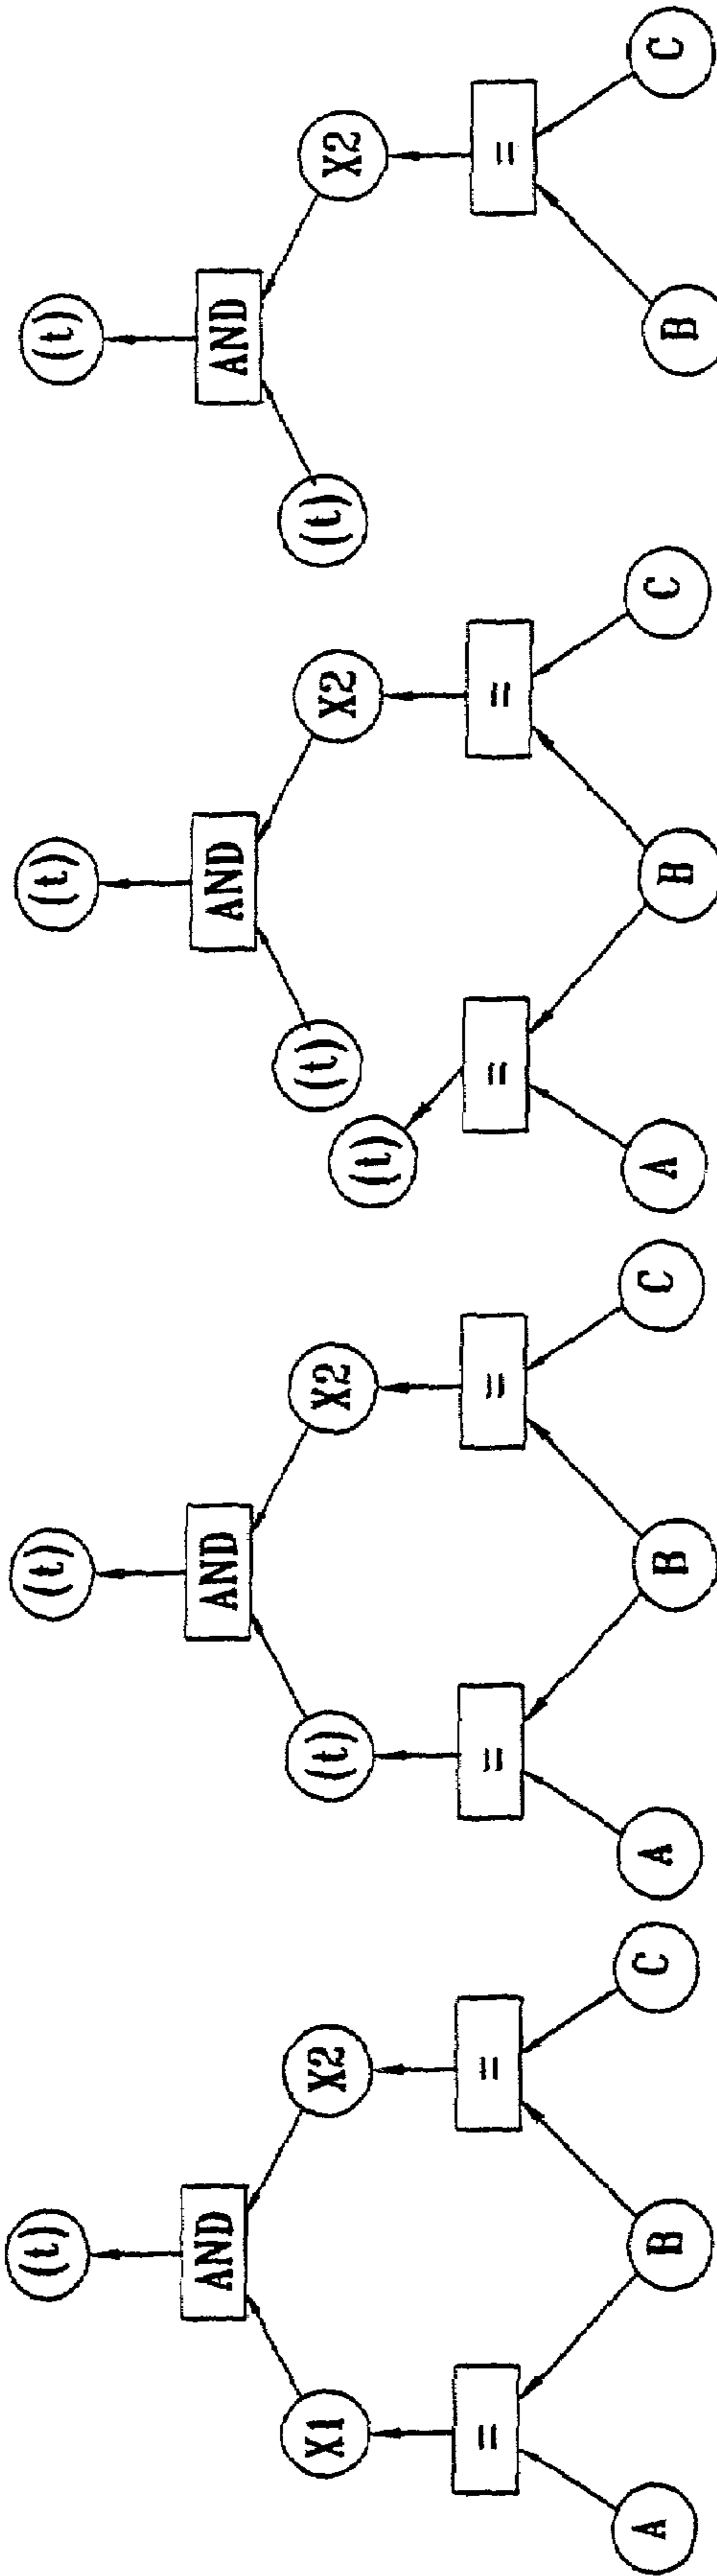 (t)
AND
X1 X2
= =
A B C
(t)
AND
(t) X2
= =
A B C
(t)
AND
(t) X2
(t)
= =
A B C
(t)
AND
(t) X2
=
B C